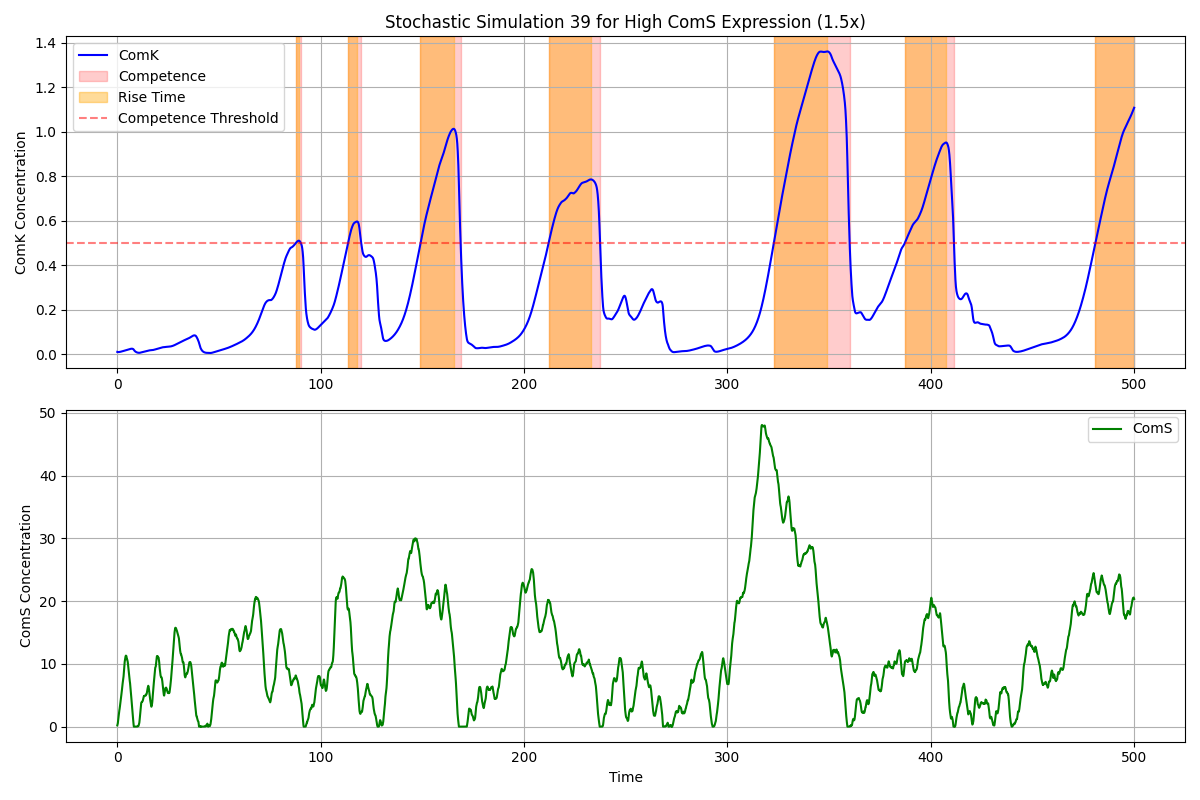 Stochastic Simulation 39 for High ComS Expression (1.5x)
ComK Concentration
1.4
1.2
1.0
0.8
0.6
0.4
0.2
0.0
ComK
Competence
Rise Time
Competence Threshold
0 100 200 300 400 500
ComS Concentration
50
40
30
20
10
0
ComS
0 100 200 300 400 500
Time